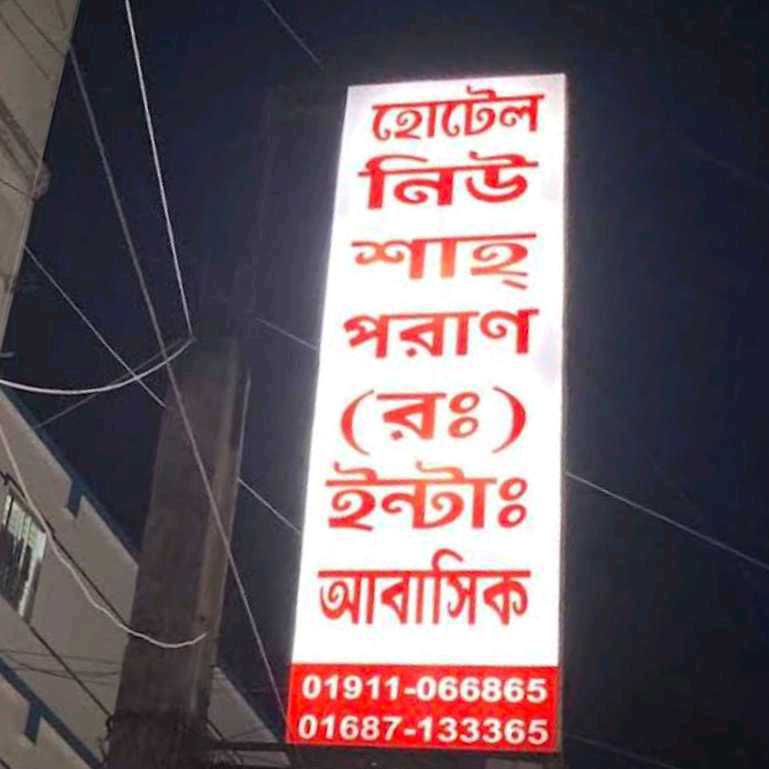 হোটেল
নিউ
শাহ্
পরাণ
(রঃ)
ইন্টাঃ
আবাসিক
01911-066865
01687-133365